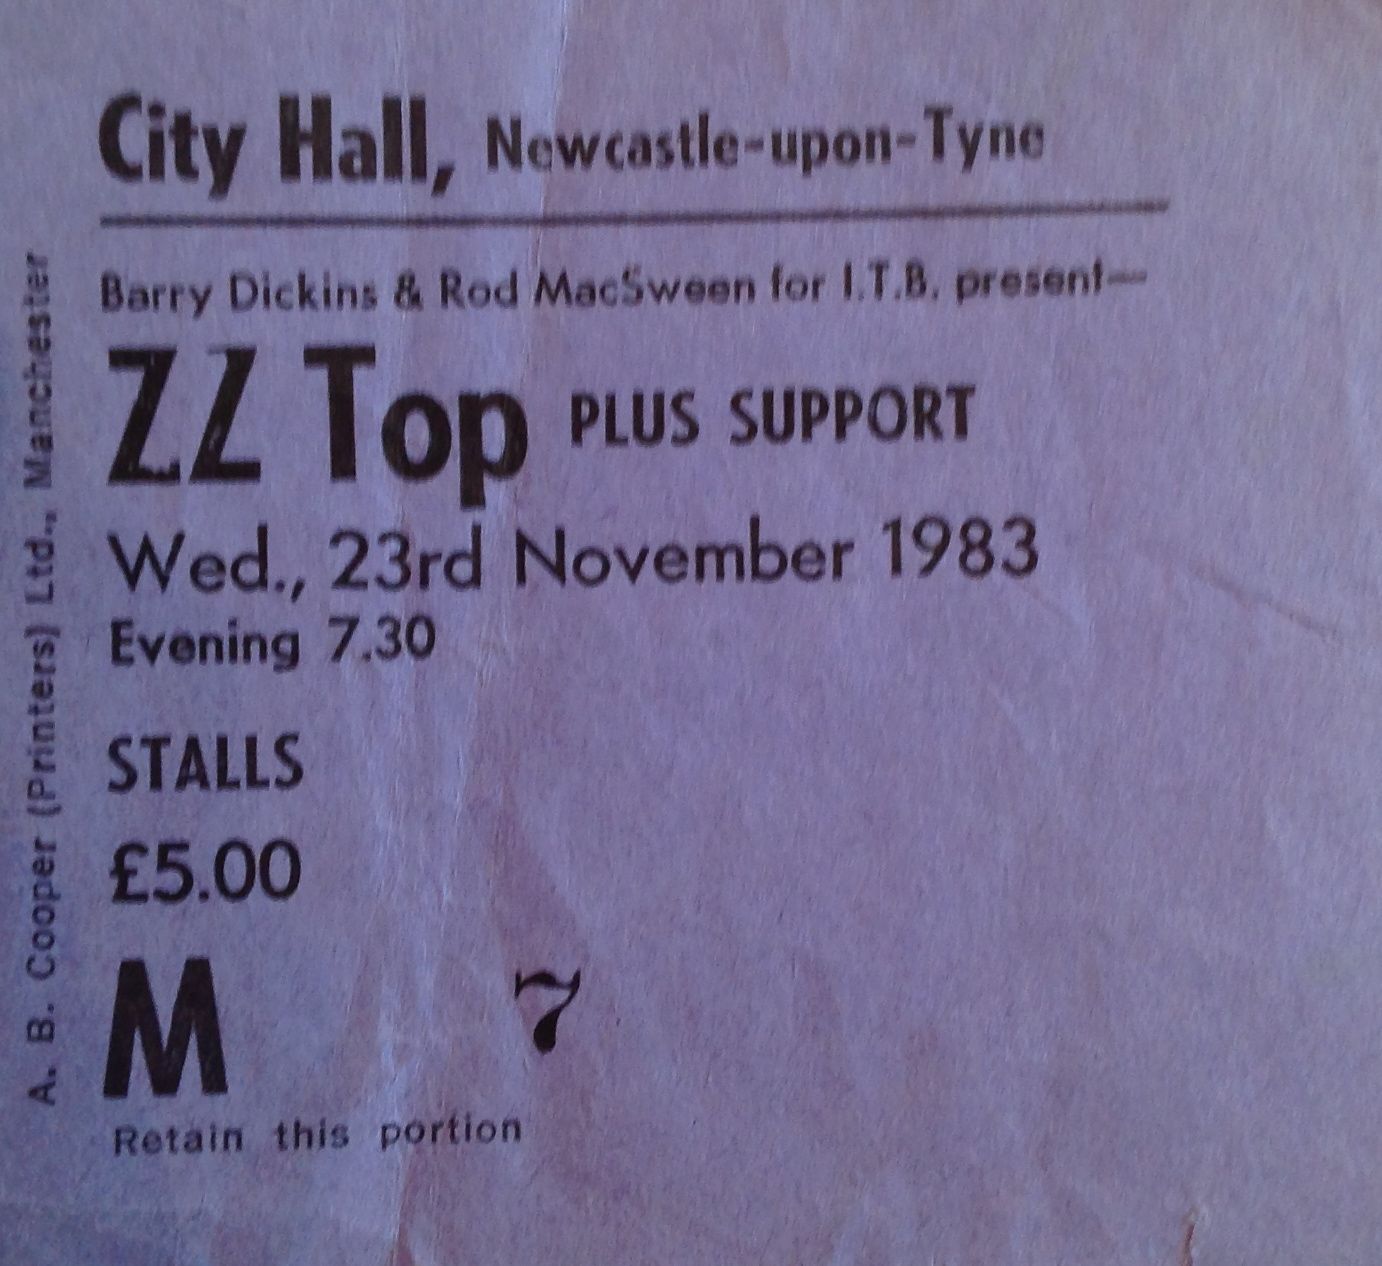 City Hall, Newcastle-upon-Tyne
Barry Dickins & Rod MacSween for I.T.B. present—
ZZ Top PLUS SUPPORT
Wed., 23rd November 1983
Evening 7.30
STALLS
£5.00
M 7
Retain this portion
A. B. Cooper (Printers) Ltd., Manchester